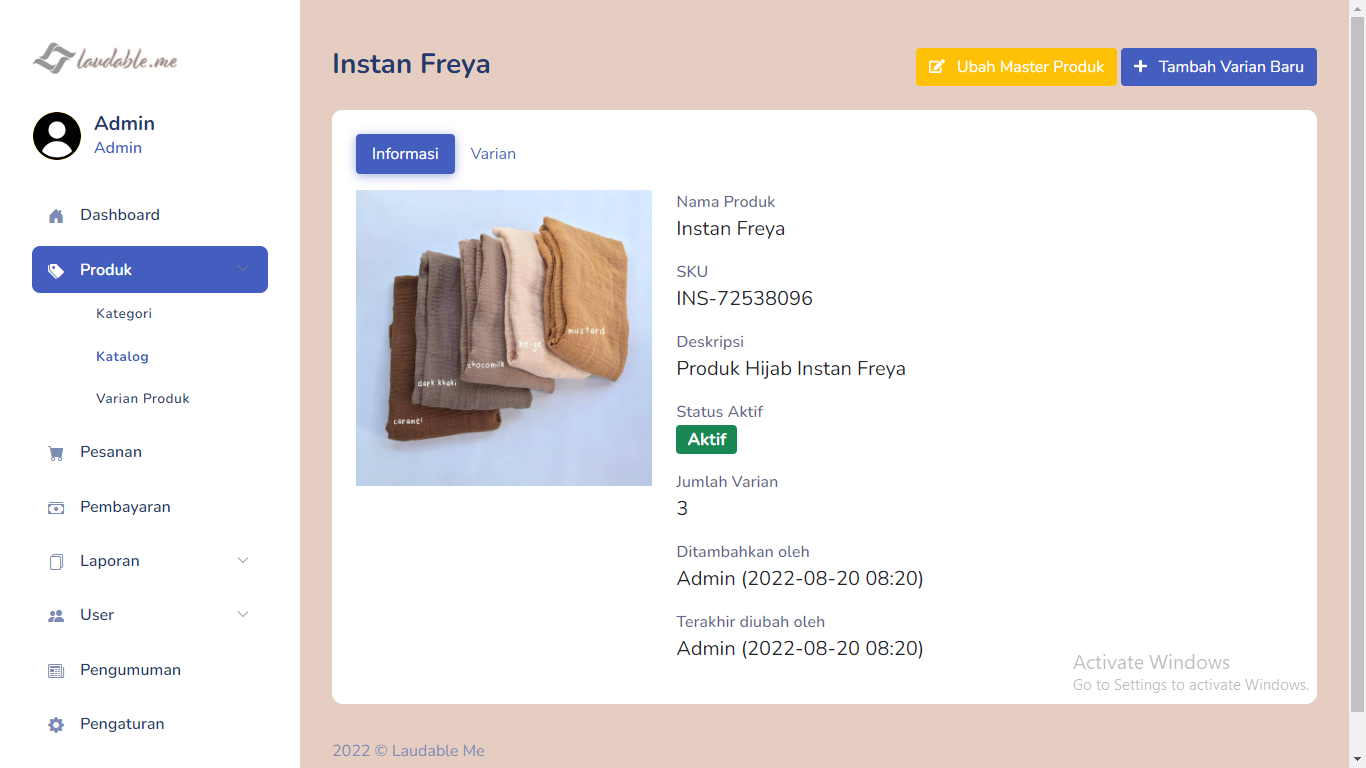 laudable.me
Admin
Admin
Dashboard
Produk
Kategori
Katalog
Varian Produk
Pesanan
Pembayaran
Laporan
User
Pengumuman
Pengaturan
Instan Freya
Ubah Master Produk
Tambah Varian Baru
Informasi
Varian
mustard
beige
chocomilk
dark khaki
caramel
Nama Produk
Instan Freya
SKU
INS-72538096
Deskripsi
Produk Hijab Instan Freya
Status Aktif
Aktif
Jumlah Varian
3
Ditambahkan oleh
Admin (2022-08-20 08:20)
Terakhir diubah oleh
Admin (2022-08-20 08:20)
Activate Windows
Go to Settings to activate Windows.
2022 © Laudable Me